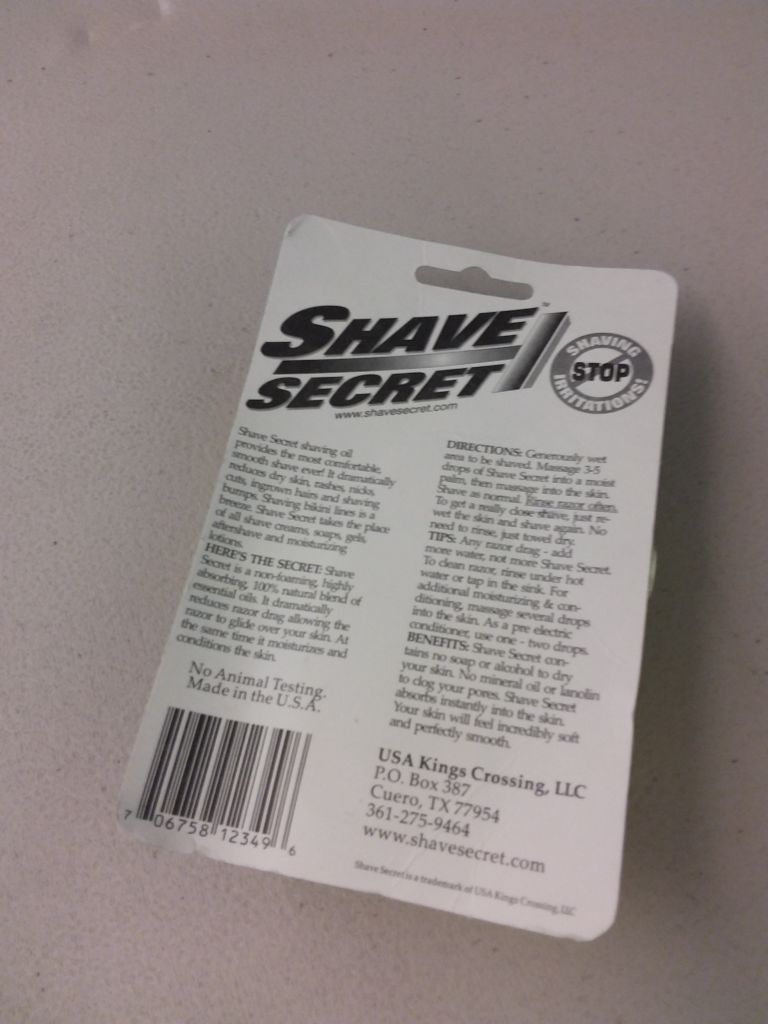 SHAVE
SECRET
™
www.shavesecret.com
SHAVING
STOP
IRRITATIONS!
Shave Secret shaving oil
provides the most comfortable,
smooth shave ever! It dramatically
reduces dry skin, rashes, nicks,
cuts, ingrown hairs and shaving
bumps. Shaving bikini lines is a
breeze. Shave Secret takes the place
of all shave creams, soaps, gels,
aftershave and moisturizing
lotions.
HERE'S THE SECRET: Shave
Secret is a non-foaming, highly
absorbing, 100% natural blend of
essential oils. It dramatically
reduces razor drag allowing the
razor to glide over your skin. At
the same time it moisturizes and
conditions the skin.
No Animal Testing.
Made in the U.S.A.
7 06758 12349 6
DIRECTIONS: Generously wet
area to be shaved. Massage 3-5
drops of Shave Secret into a moist
palm, then massage into the skin.
Shave as normal. Rinse razor often.
To get a really close shave, just re-
wet the skin and shave again. No
need to rinse, just towel dry.
TIPS: Any razor drag - add
more water, not more Shave Secret.
To clean razor, rinse under hot
water or tap in the sink. For
additional moisturizing & con-
ditioning, massage several drops
into the skin. As a pre electric
conditioner, use one - two drops.
BENEFITS: Shave Secret con-
tains no soap or alcohol to dry
your skin. No mineral oil or lanolin
to clog your pores. Shave Secret
absorbs instantly into the skin.
Your skin will feel incredibly soft
and perfectly smooth.
USA Kings Crossing, LLC
P.O. Box 387
Cuero, TX 77954
361-275-9464
www.shavesecret.com
Shave Secret is a trademark of USA Kings Crossing, LLC